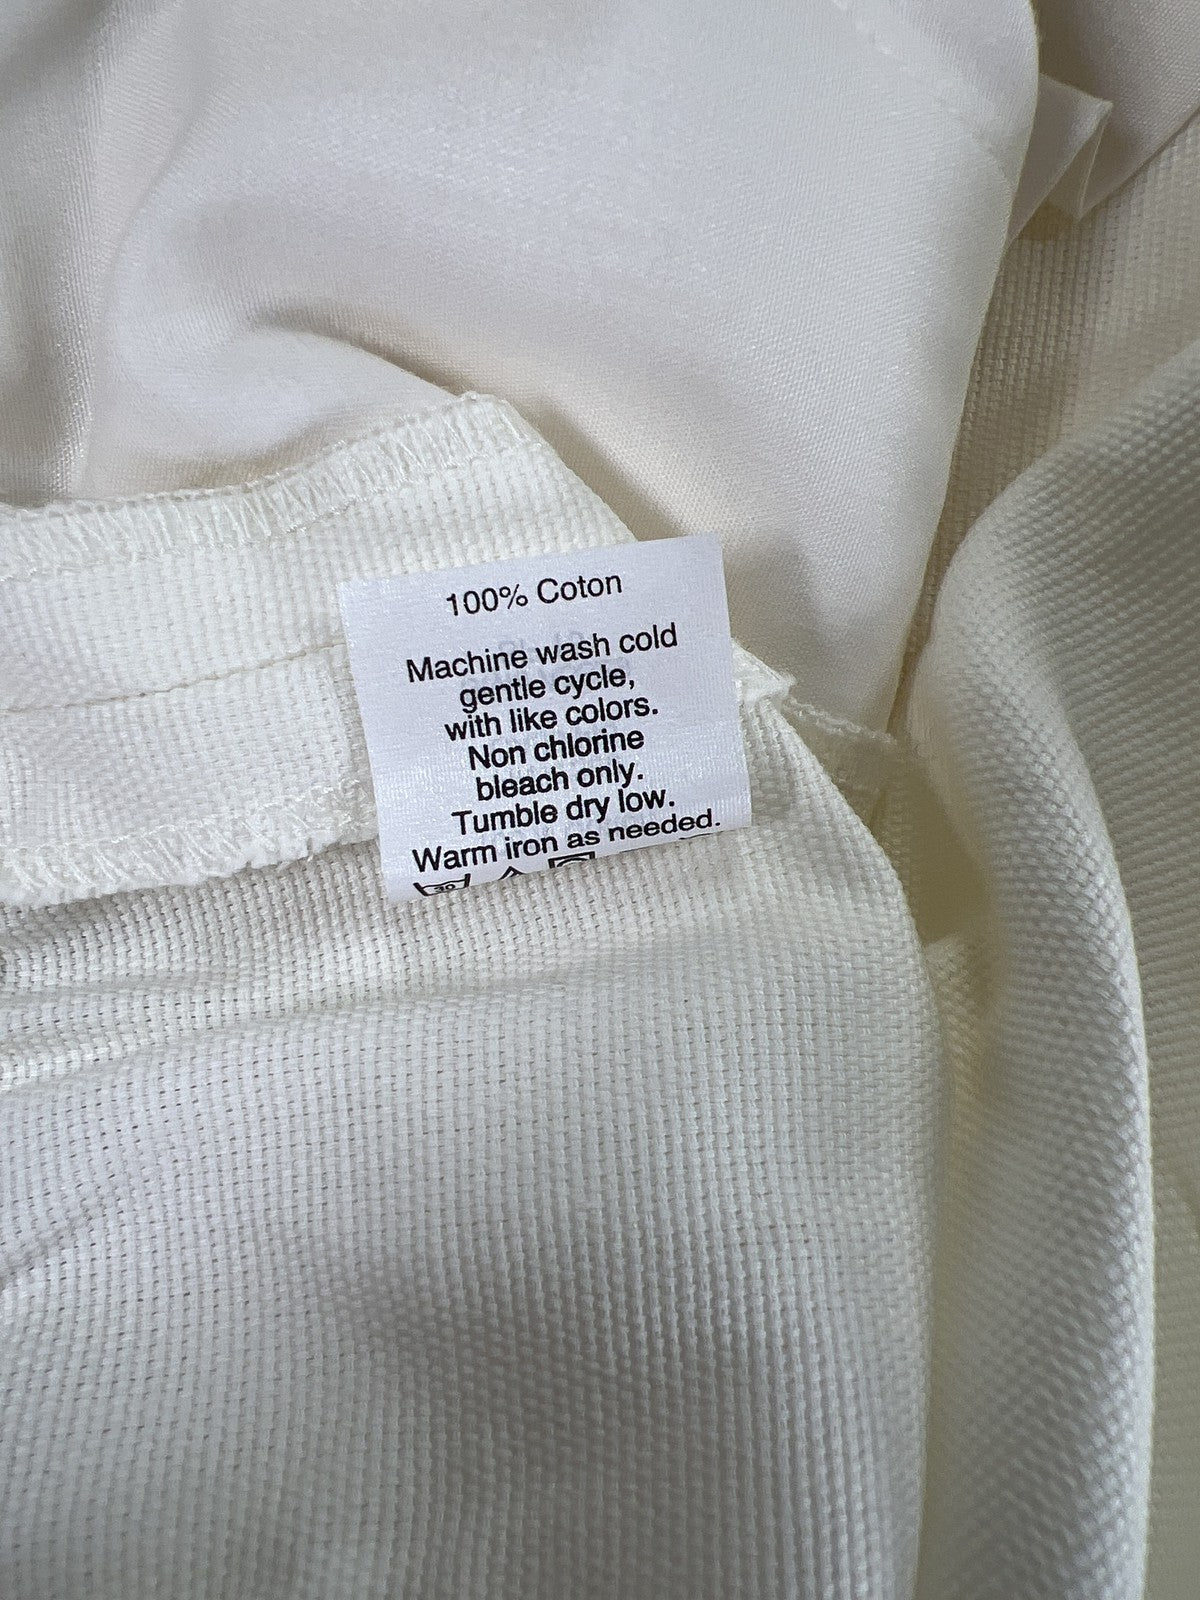 100% Coton
Machine wash cold
gentle cycle,
with like colors.
Non chlorine
bleach only.
Tumble dry low.
Warm iron as needed.
30